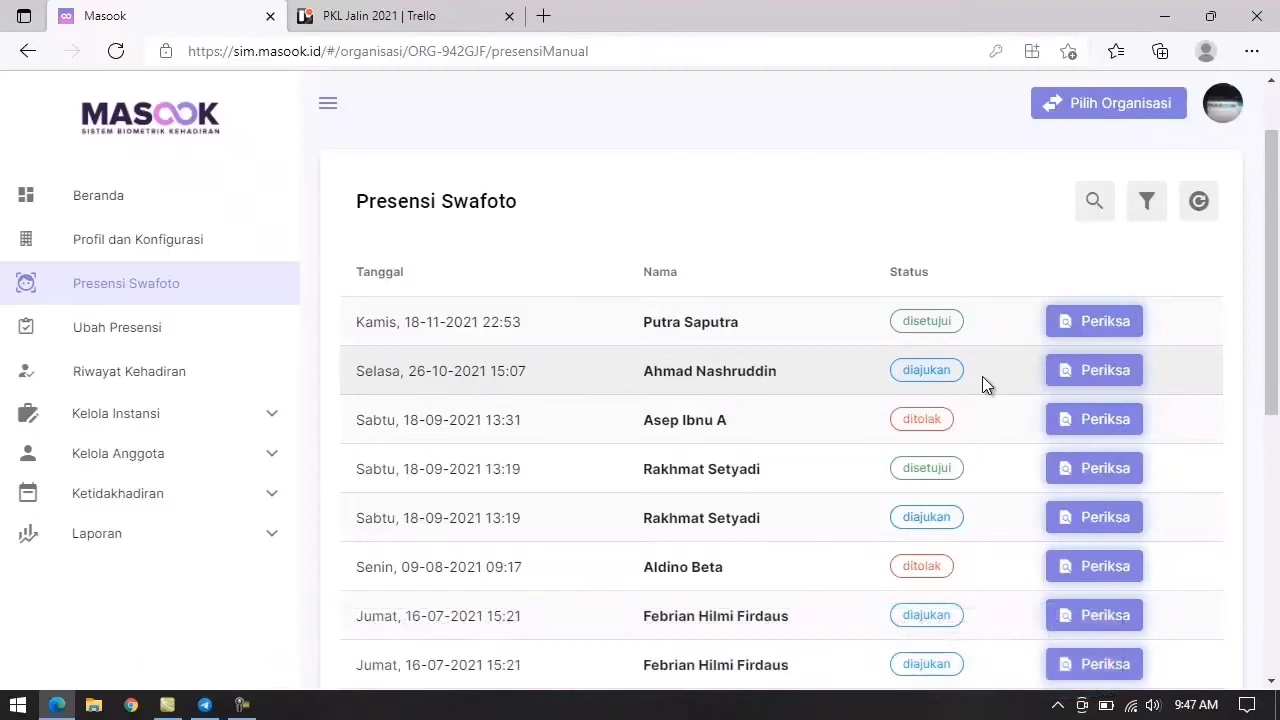 Masook
PKL Jalin 2021 | Trello
https://sim.masook.id/#/organisasi/ORG-942GJF/presensiManual
MASOOK
SISTEM BIOMETRIK KEHADIRAN
Pilih Organisasi
Beranda
Profil dan Konfigurasi
Presensi Swafoto
Ubah Presensi
Riwayat Kehadiran
Kelola Instansi
Kelola Anggota
Ketidakhadiran
Laporan
Presensi Swafoto
Tanggal Nama Status
Kamis, 18-11-2021 22:53 Putra Saputra disetujui Periksa
Selasa, 26-10-2021 15:07 Ahmad Nashruddin diajukan Periksa
Sabtu, 18-09-2021 13:31 Asep Ibnu A ditolak Periksa
Sabtu, 18-09-2021 13:19 Rakhmat Setyadi disetujui Periksa
Sabtu, 18-09-2021 13:19 Rakhmat Setyadi diajukan Periksa
Senin, 09-08-2021 09:17 Aldino Beta ditolak Periksa
Jumat, 16-07-2021 15:21 Febrian Hilmi Firdaus diajukan Periksa
Jumat, 16-07-2021 15:21 Febrian Hilmi Firdaus diajukan Periksa
9:47 AM